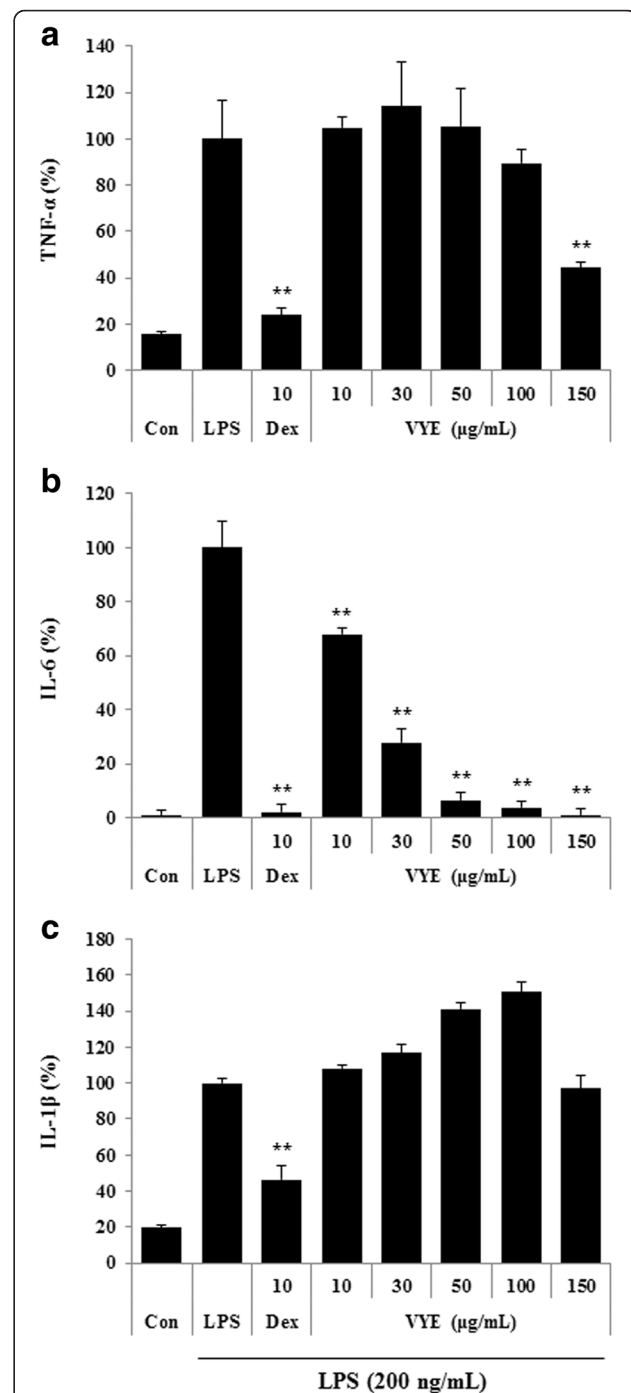 a
TNF-α (%)
140
120
100
80
60
40
20
0
**
**
10 10 30 50 100 150
Con LPS Dex VYE (µg/mL)
b
IL-6 (%)
120
100
80
60
40
20
0
**
**
**
**
**
**
10 10 30 50 100 150
Con LPS Dex VYE (µg/mL)
c
IL-1β (%)
180
160
140
120
100
80
60
40
20
0
**
10 10 30 50 100 150
Con LPS Dex VYE (µg/mL)
LPS (200 ng/mL)